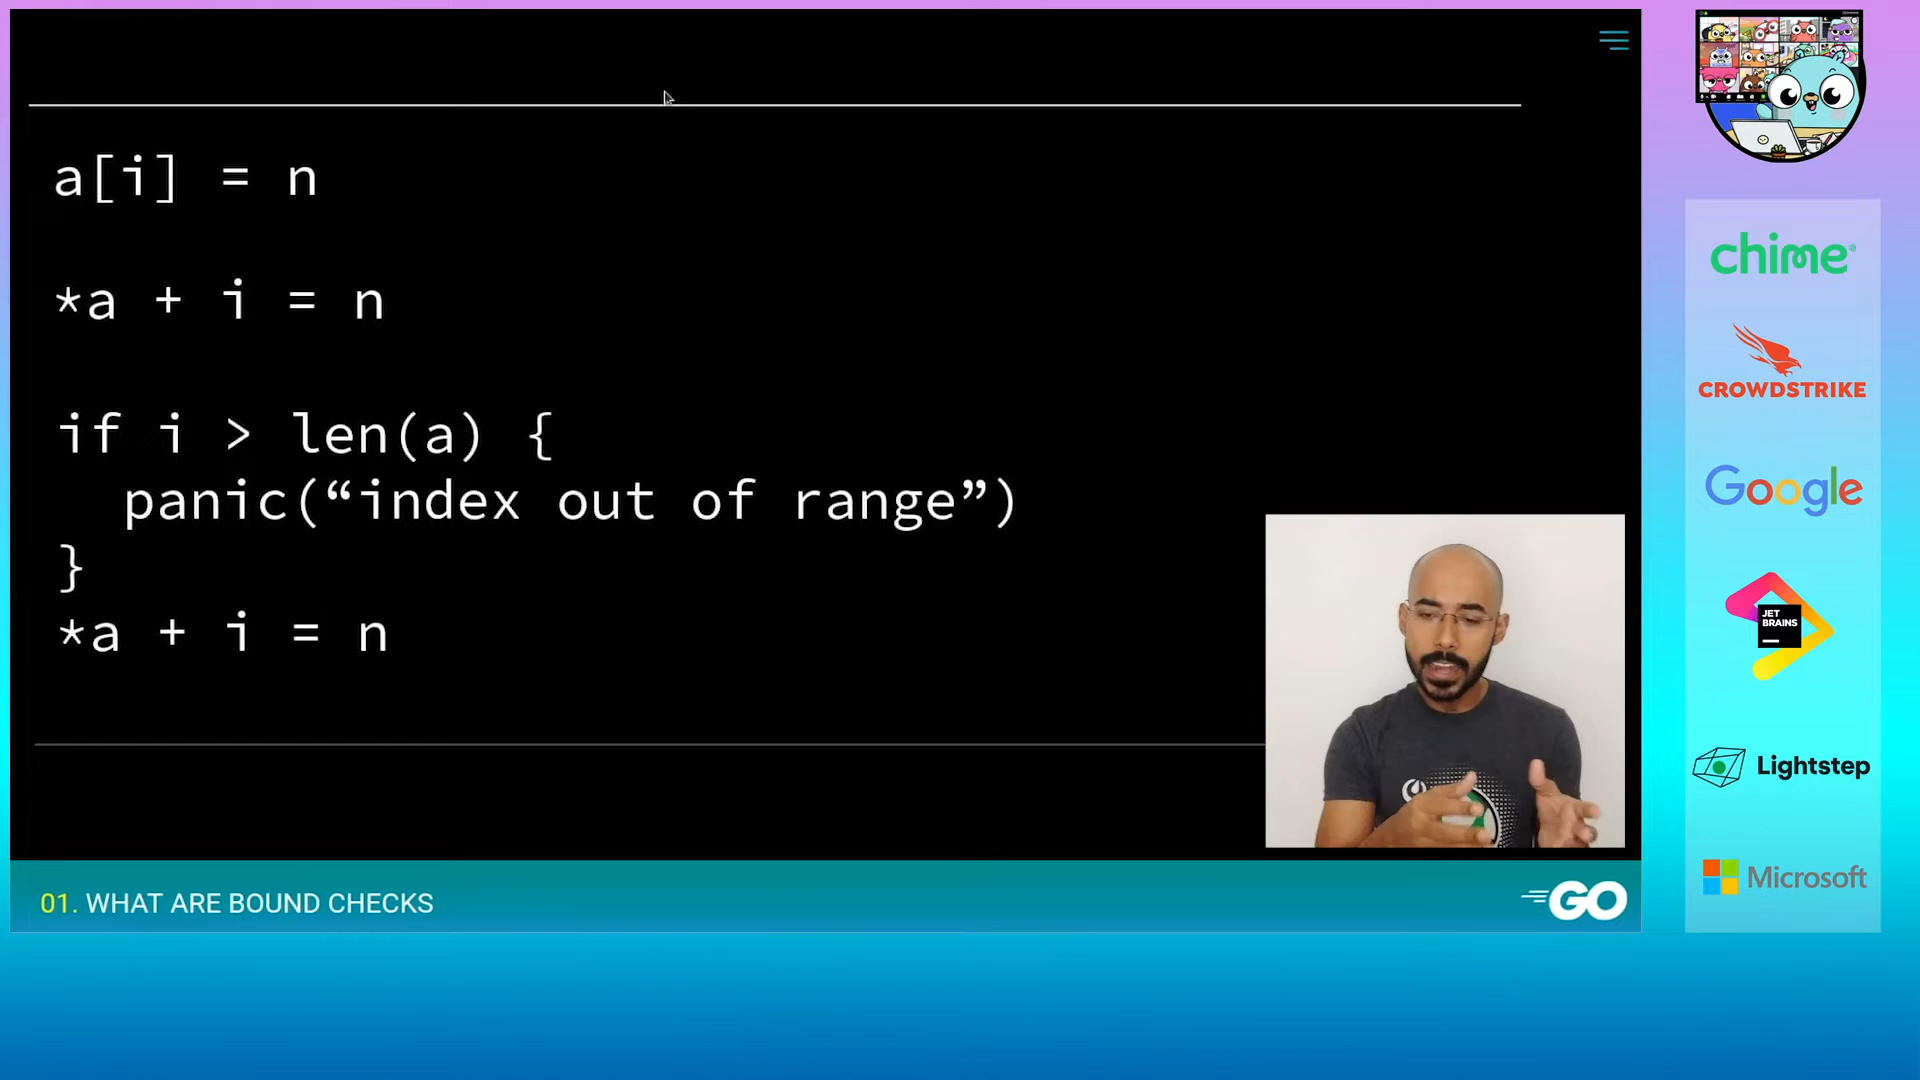 a[i] = n
*a + i = n
if i > len(a) {
panic(“index out of range”)
}
*a + i = n
01. WHAT ARE BOUND CHECKS
GO
chime®
CROWDSTRIKE
Google
JET
BRAINS
Lightstep
Microsoft